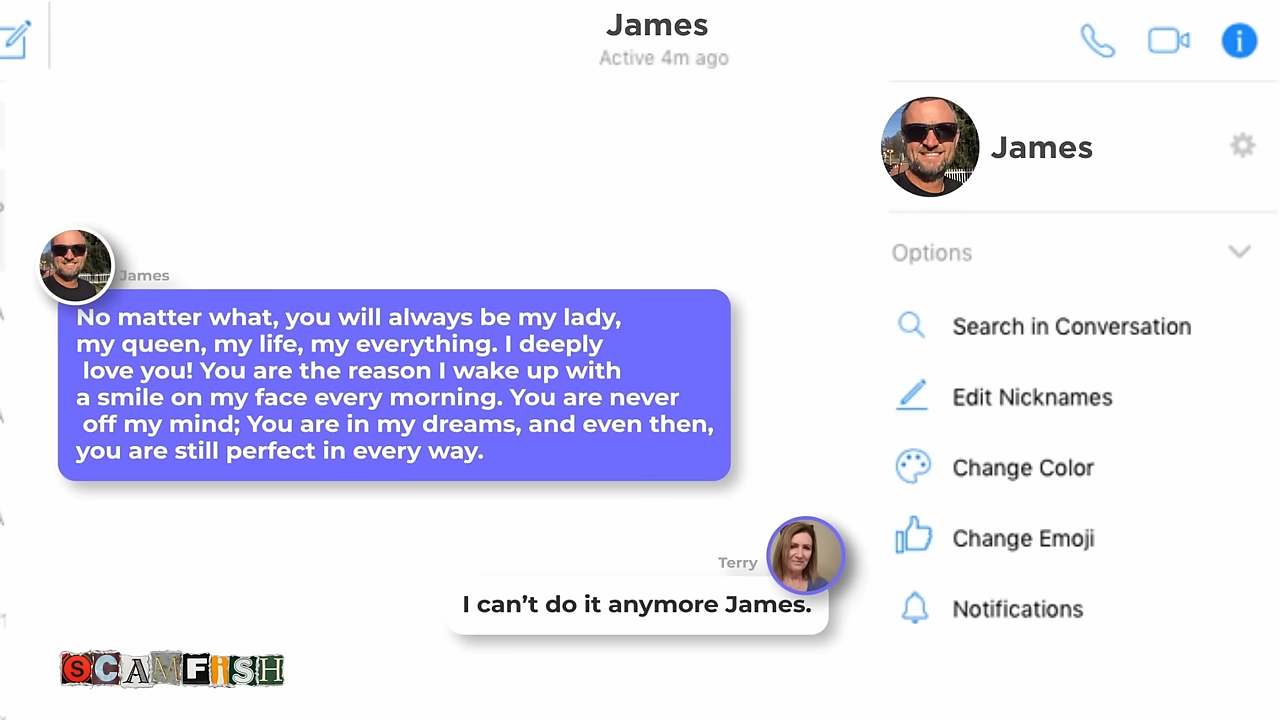 James
Active 4m ago
James
James
No matter what, you will always be my lady,
my queen, my life, my everything. I deeply
love you! You are the reason I wake up with
a smile on my face every morning. You are never
off my mind; You are in my dreams, and even then,
you are still perfect in every way.
Terry
I can’t do it anymore James.
Options
Search in Conversation
Edit Nicknames
Change Color
Change Emoji
Notifications
SCAMFiSH